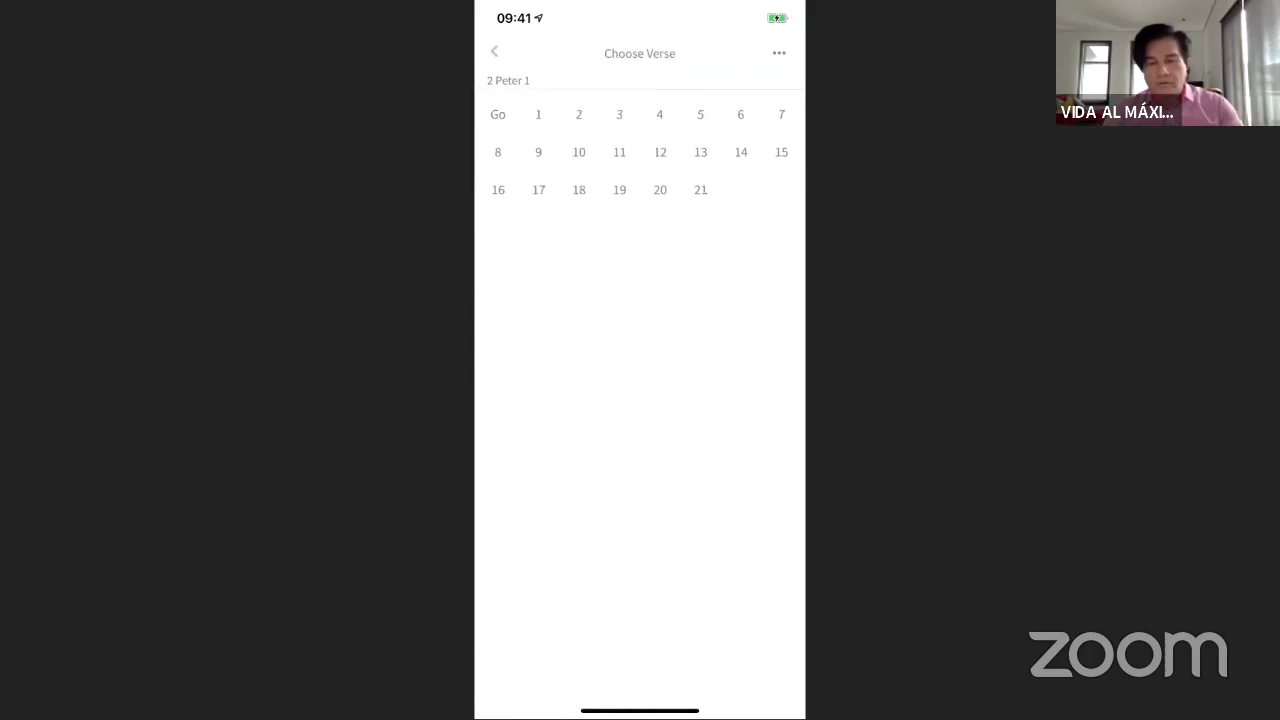 09:41
Choose Verse
2 Peter 1
Go 1 2 3 4 5 6 7
8 9 10 11 12 13 14 15
16 17 18 19 20 21
VIDA AL MÁXI...
zoom